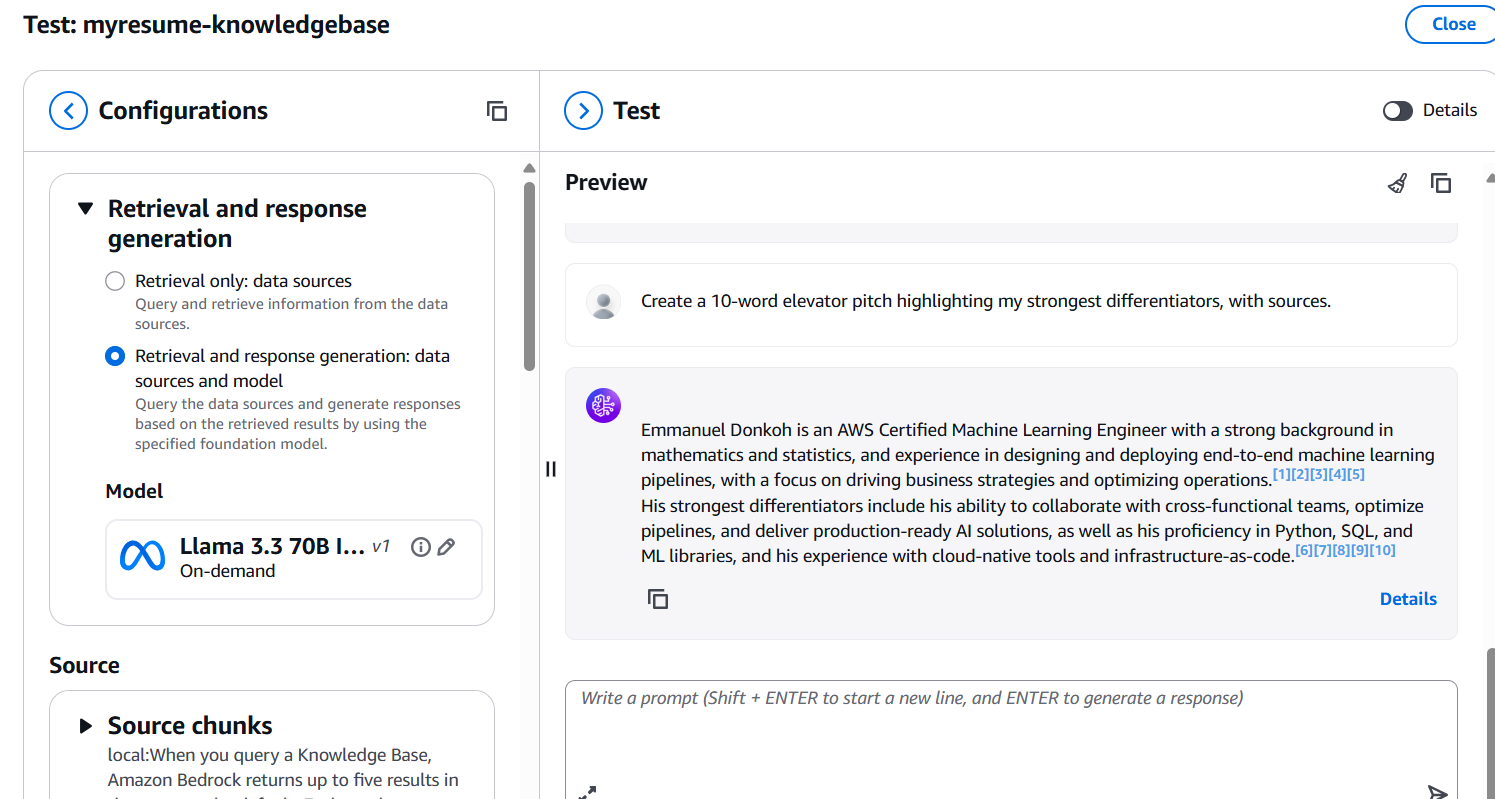 Test: myresume-knowledgebase
Close
Configurations
Retrieval and response
generation
Retrieval only: data sources
Query and retrieve information from the data
sources.
Retrieval and response generation: data
sources and model
Query the data sources and generate responses
based on the retrieved results by using the
specified foundation model.
Model
Llama 3.3 70B I... v1
On-demand
Source
Source chunks
local:When you query a Knowledge Base,
Amazon Bedrock returns up to five results in
Test
Details
Preview
Create a 10-word elevator pitch highlighting my strongest differentiators, with sources.
Emmanuel Donkoh is an AWS Certified Machine Learning Engineer with a strong background in
mathematics and statistics, and experience in designing and deploying end-to-end machine learning
pipelines, with a focus on driving business strategies and optimizing operations.[1][2][3][4][5]
His strongest differentiators include his ability to collaborate with cross-functional teams, optimize
pipelines, and deliver production-ready AI solutions, as well as his proficiency in Python, SQL, and
ML libraries, and his experience with cloud-native tools and infrastructure-as-code.[6][7][8][9][10]
Details
Write a prompt (Shift + ENTER to start a new line, and ENTER to generate a response)